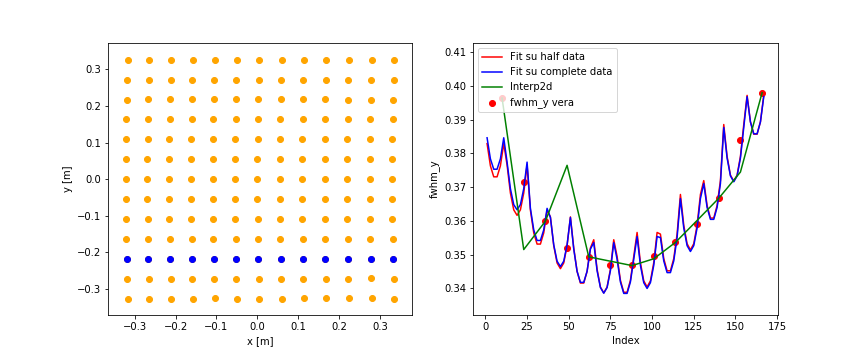 0.3
0.2
0.1
0.0
−0.1
−0.2
−0.3
y [m]
−0.3 −0.2 −0.1 0.0 0.1 0.2 0.3
x [m]
0.41
0.40
0.39
0.38
0.37
0.36
0.35
0.34
fwhm_y
Fit su half data
Fit su complete data
Interp2d
fwhm_y vera
0 25 50 75 100 125 150 175
Index